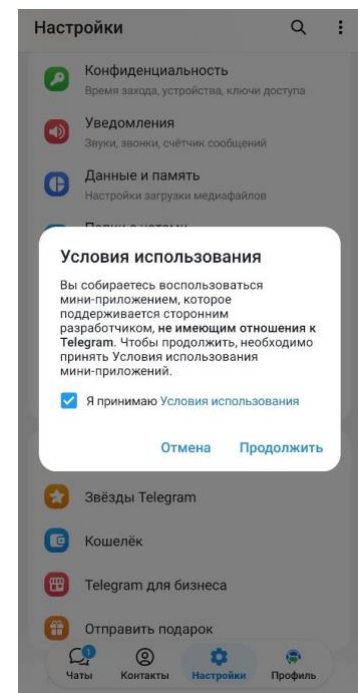 Настройки
Конфиденциальность
Время захода, устройства, ключи доступа
Уведомления
Звуки, звонки, счётчик сообщений
Данные и память
Настройки загрузки медиафайлов
Условия использования
Вы собираетесь воспользоваться
мини-приложением, которое
поддерживается сторонним
разработчиком, не имеющим отношения к
Telegram. Чтобы продолжить, необходимо
принять Условия использования
мини-приложений.
Я принимаю Условия использования
Отмена Продолжить
Звёзды Telegram
Кошелёк
Telegram для бизнеса
Отправить подарок
1
Чаты Контакты Настройки Профиль